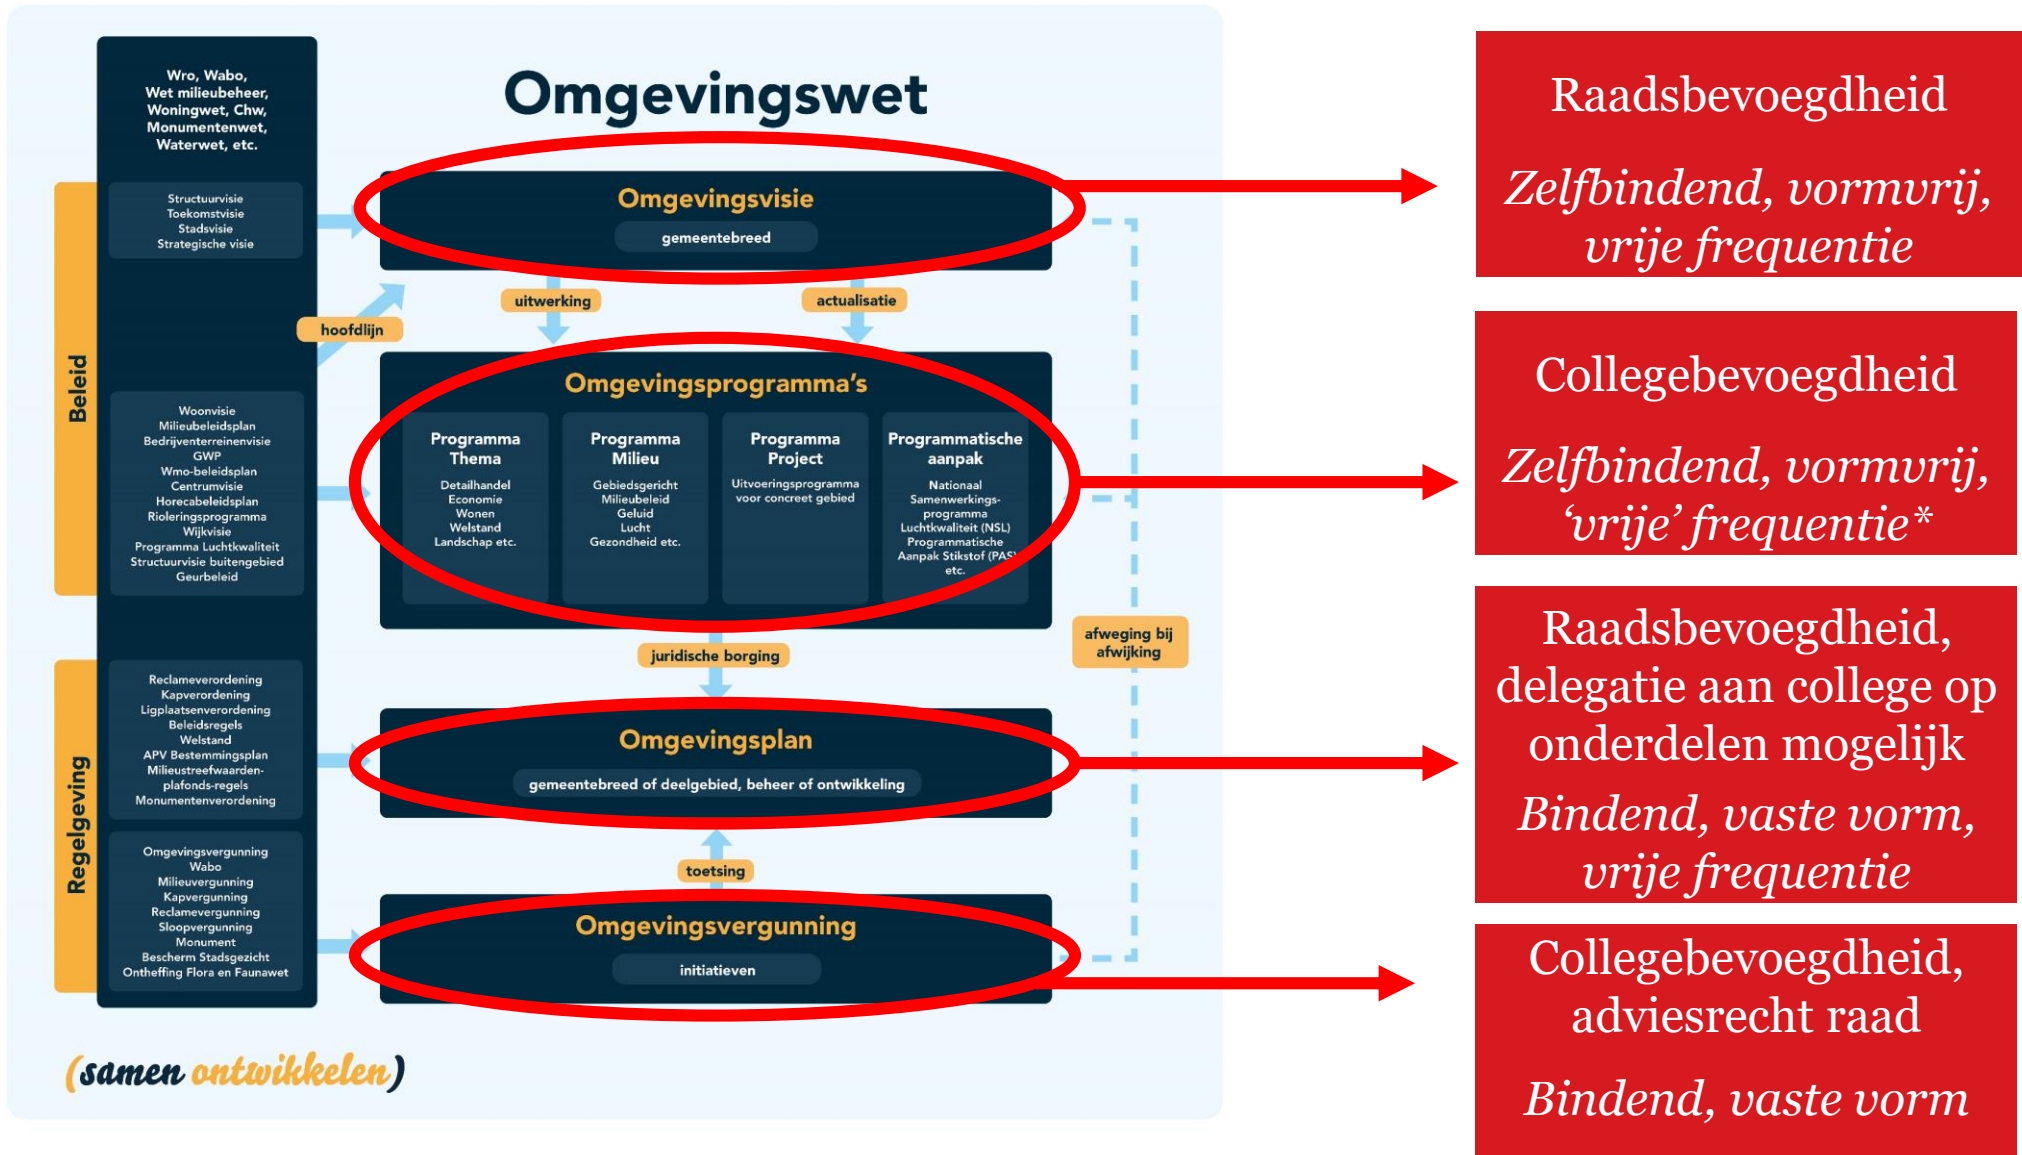 Wro, Wabo,
Wet milieubeheer,
Woningwet, Chw,
Monumentenwet,
Waterwet, etc.
Beleid
Structuurvisie
Toekomstvisie
Stadsvisie
Strategische visie
hoofdlijn
Woonvisie
Milieubeleidsplan
Bedrijventerreinenvisie
GWP
Wmo-beleidsplan
Centrumvisie
Horecabeleidsplan
Rioleringsprogramma
Wijkvisie
Programma Luchtkwaliteit
Structuurvisie buitengebied
Geurbeleid
Regelgeving
Reclameverordening
Kapverordening
Ligplaatsenverordening
Beleidsregels
Welstand
APV Bestemmingsplan
Milieustreefwaarden-
plafonds-regels
Monumentenverordening
Omgevingsvergunning
Wabo
Milieuvergunning
Kapvergunning
Reclamevergunning
Sloopvergunning
Monument
Bescherm Stadsgezicht
Ontheffing Flora en Faunawet
Omgevingswet
Omgevingsvisie
gemeentebreed
uitwerking
actualisatie
Omgevingsprogramma's
Programma
Thema
Detailhandel
Economie
Wonen
Welstand
Landschap etc.
Programma
Milieu
Gebiedsgericht
Milieubeleid
Geluid
Lucht
Gezondheid etc.
Programma
Project
Uitvoeringsprogramma
voor concreet gebied
Programmatische
aanpak
Nationaal
Samenwerkings-
programma
Luchtkwaliteit (NSL)
Programmatische
Aanpak Stikstof (PAS)
etc.
juridische borging
afweging bij
afwijking
Omgevingsplan
gemeentebreed of deelgebied, beheer of ontwikkeling
toetsing
Omgevingsvergunning
initiatieven
(samen ontwikkelen)
Raadsbevoegdheid
Zelfbindend, vormvrij,
vrije frequentie
Collegebevoegdheid
Zelfbindend, vormvrij,
‘vrije’ frequentie*
Raadsbevoegdheid,
delegatie aan college op
onderdelen mogelijk
Bindend, vaste vorm,
vrije frequentie
Collegebevoegdheid,
adviesrecht raad
Bindend, vaste vorm